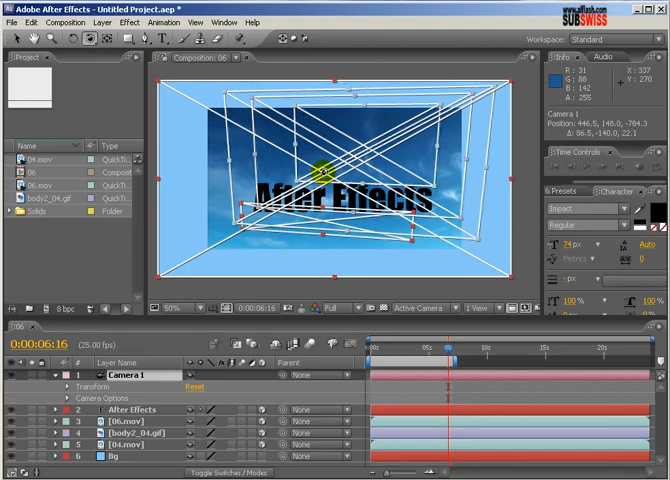 Adobe After Effects - Untitled Project.aep *
www.alflash.com
SUBSWISS
File Edit Composition Layer Effect Animation View Window Help
Workspace: Standard
Project
Composition: 06
Info Audio
R : 31
G : 88
B : 142
A : 255
X : 337
Y : 270
Camera 1
Position: 446.5, 148.0, -784.3
Δ: 86.5, -140.0, 22.1
Name Type
04.mov QuickTi
06 Composit
06.mov QuickTi
body2_04.gif QuickTi
Solids Folder
After Effects
Time Controls
& Presets Character
Impact
Regular
74 px Auto
Metrics 0
- px
100 % 100 %
8 bpc
50% 0:00:06:16 Full Active Camera 1 View
06
0:00:06:16 (25.00 fps)
# Layer Name Parent
:00s 05s 10s 15s 20s
1 Camera 1 None
Transform Reset
Camera Options
2 After Effects None
3 [06.mov] None
4 [body2_04.gif] None
5 [04.mov] None
6 Bg None
Toggle Switches / Modes